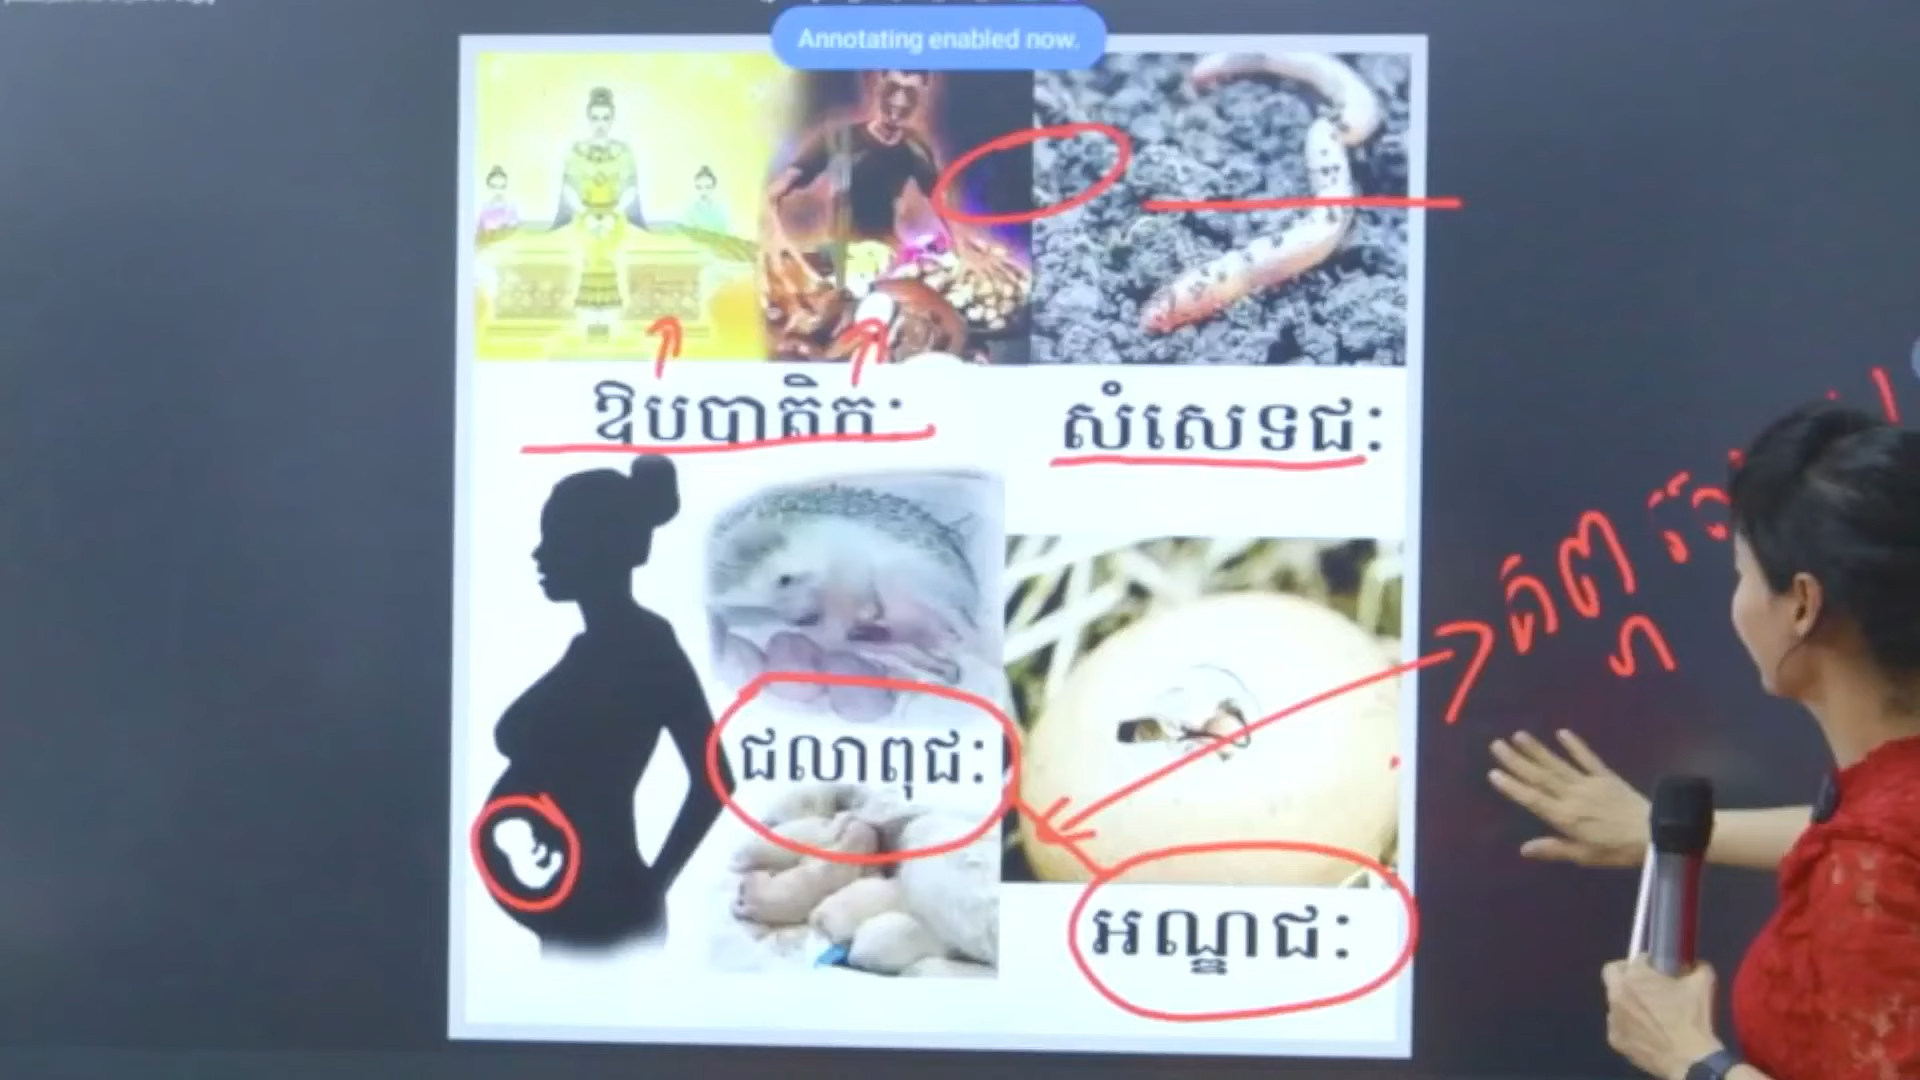 Annotating enabled now.
ឱបបាតិកៈ
សំសេទជៈ
ជលាពុជៈ
អណ្ឌជៈ